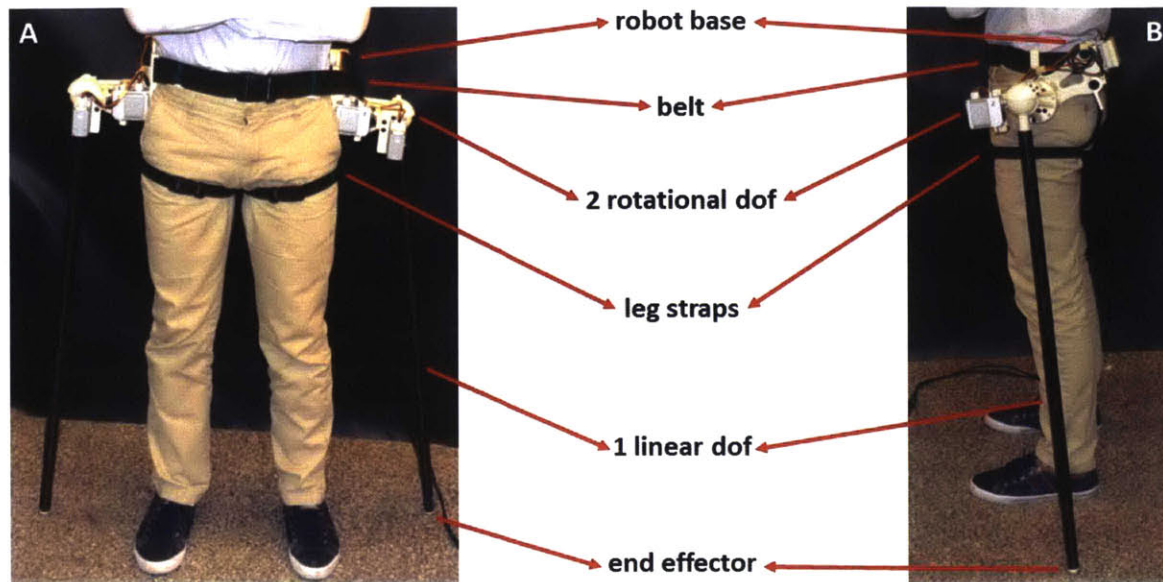 A
B
robot base
belt
2 rotational dof
leg straps
1 linear dof
end effector